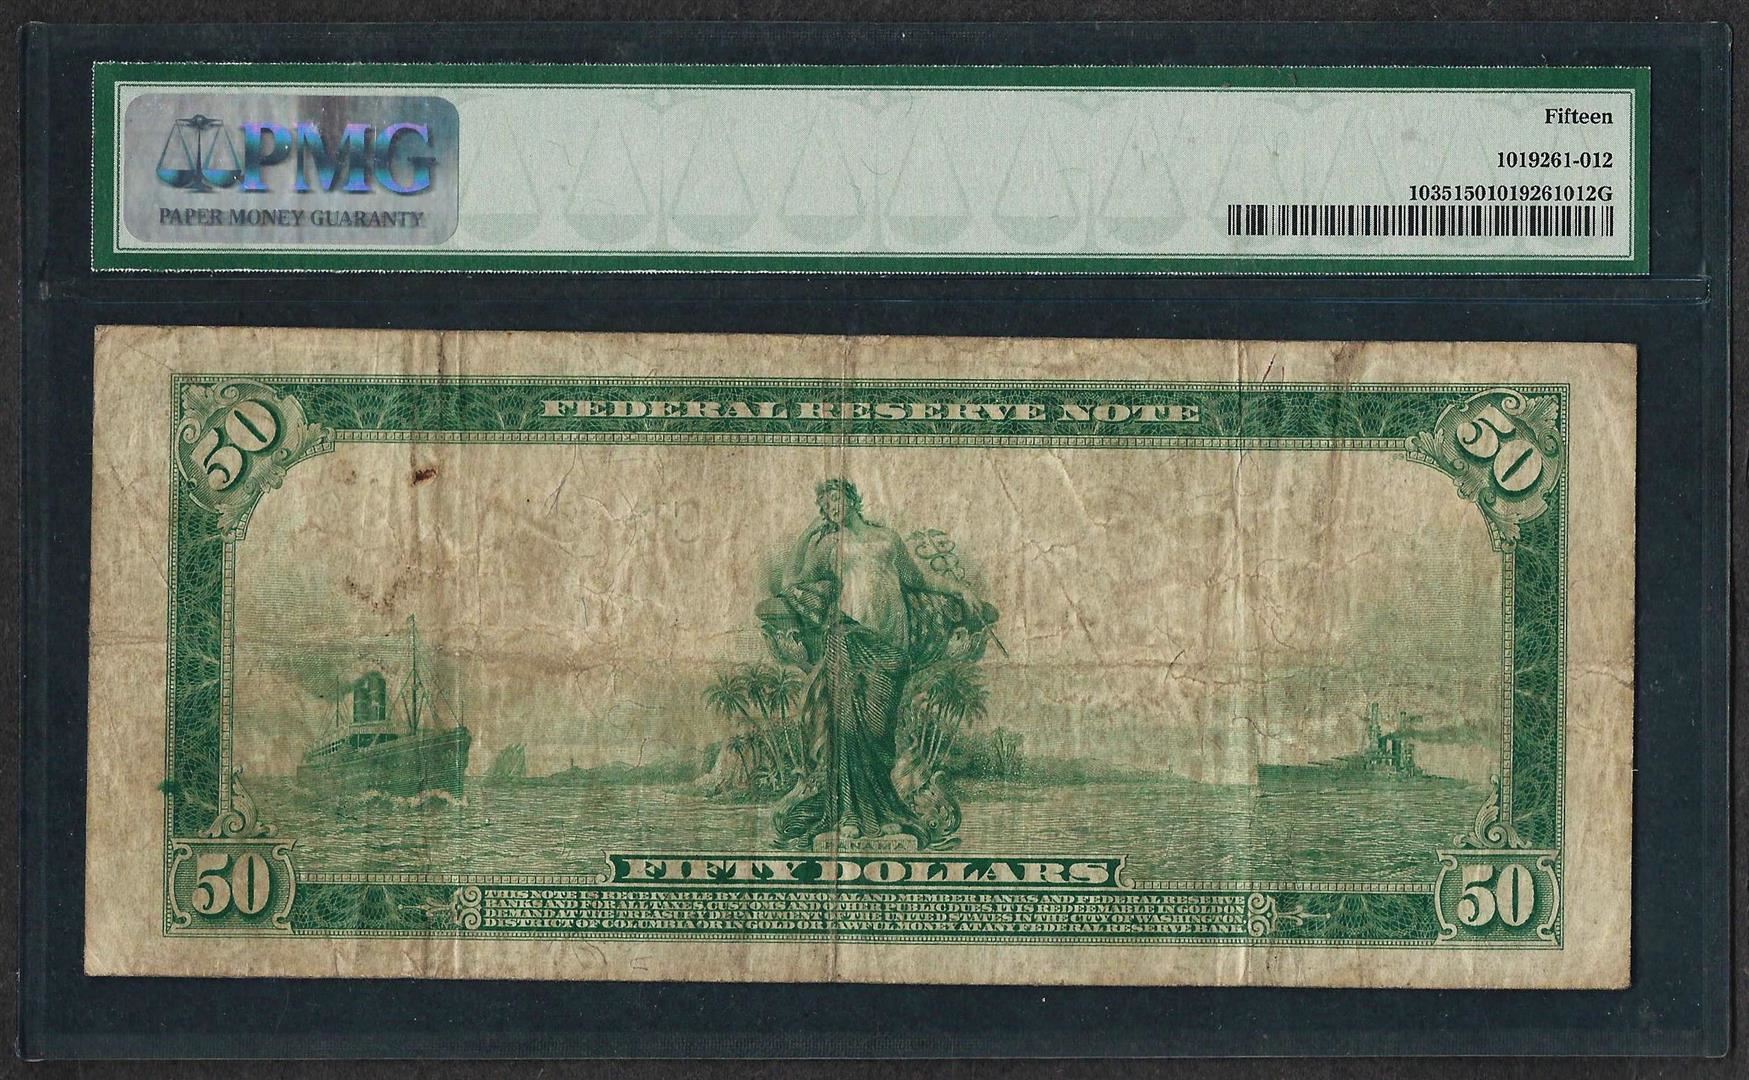 PMG
PAPER MONEY GUARANTY
Fifteen
1019261-012
10351501019261012G
FEDERAL RESERVE NOTE
50
50
PANAMA
FIFTY DOLLARS
50
50
THIS NOTE IS RECEIVABLE BY ALL NATIONAL AND MEMBER BANKS AND FEDERAL RESERVE
BANKS AND FOR ALL TAXES, CUSTOMS AND OTHER PUBLIC DUES. IT IS REDEEMABLE IN GOLD ON
DEMAND AT THE TREASURY DEPARTMENT OF THE UNITED STATES IN THE CITY OF WASHINGTON
DISTRICT OF COLUMBIA OR IN GOLD OR LAWFUL MONEY AT ANY FEDERAL RESERVE BANK